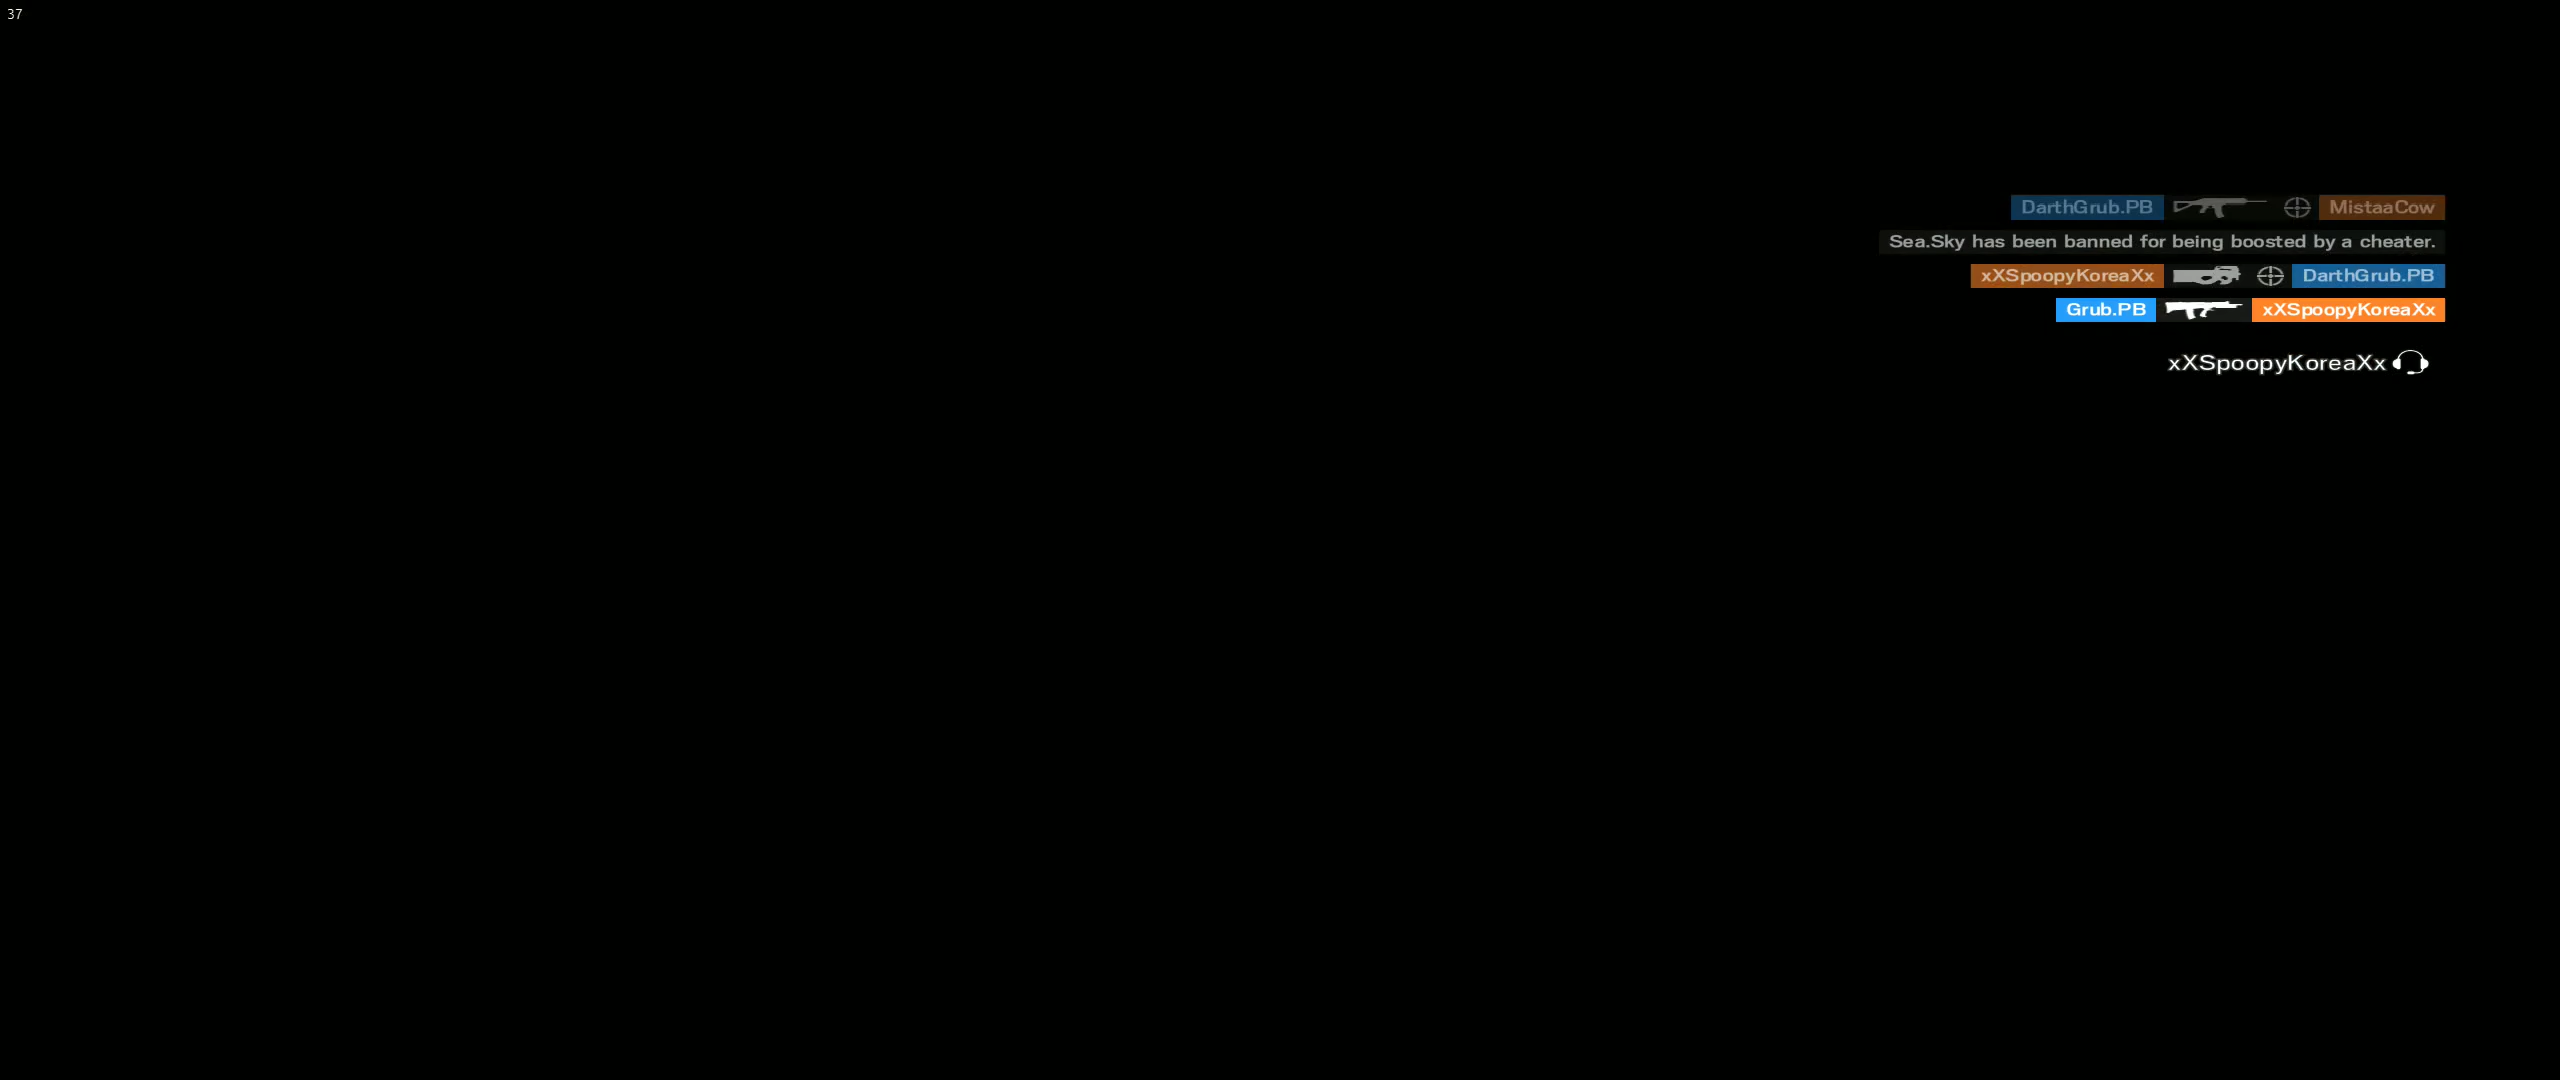 37
DarthGrub.PB MistaaCow
Sea.Sky has been banned for being boosted by a cheater.
xXSpoopyKoreaXx DarthGrub.PB
Grub.PB xXSpoopyKoreaXx
xXSpoopyKoreaXx